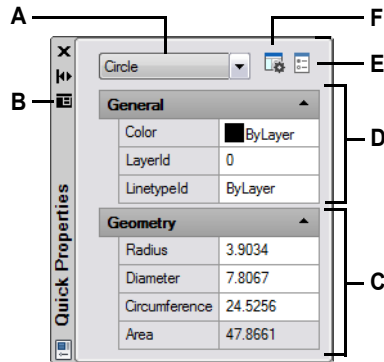 A
F
Circle
E
B
General
Color ByLayer
D
LayerId 0
LinetypeId ByLayer
Geometry
Radius 3.9034
Diameter 7.8067
C
Circumference 24.5256
Area 47.8661
Quick Properties